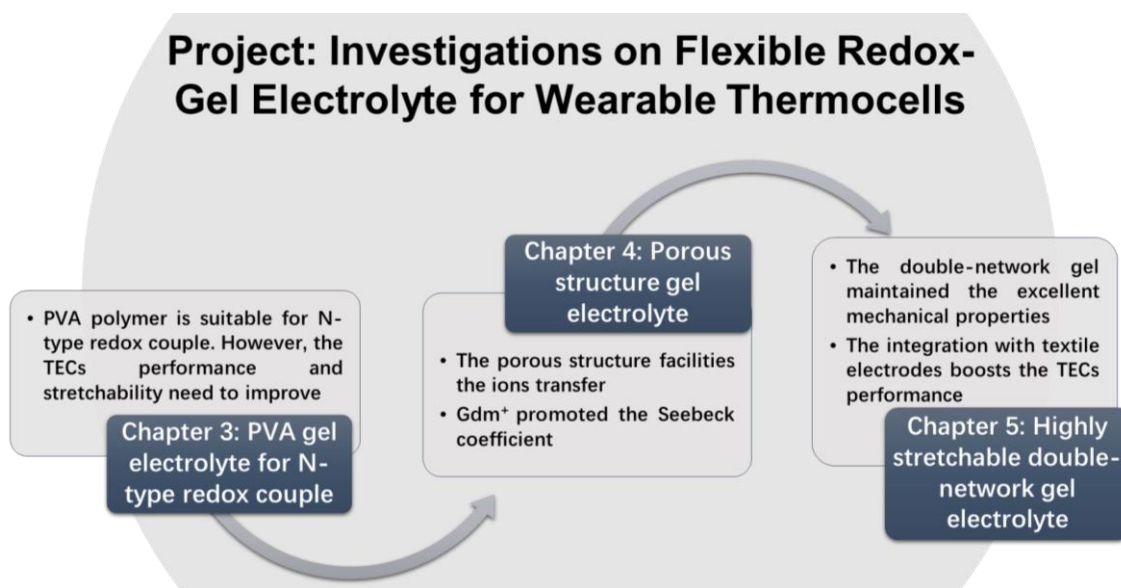 Project: Investigations on Flexible Redox-
Gel Electrolyte for Wearable Thermocells
• PVA polymer is suitable for N-
type redox couple. However, the
TECs performance and
stretchability need to improve
Chapter 3: PVA gel
electrolyte for N-
type redox couple
Chapter 4: Porous
structure gel
electrolyte
• The porous structure facilities
the ions transfer
• Gdm⁺ promoted the Seebeck
coefficient
• The double-network gel
maintained the excellent
mechanical properties
• The integration with textile
electrodes boosts the TECs
performance
Chapter 5: Highly
stretchable double-
network gel
electrolyte